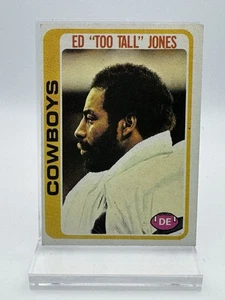 ED "TOO TALL" JONES
COWBOYS
DE